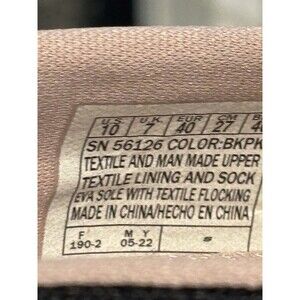 U.S. U.K. EUR CM B
10 7 40 27 40
SN 56126 COLOR:BKPK
TEXTILE AND MAN MADE UPPER
TEXTILE LINING AND SOCK
EVA SOLE WITH TEXTILE FLOCKING
MADE IN CHINA/HECHO EN CHINA
F M Y
190-2 05-22